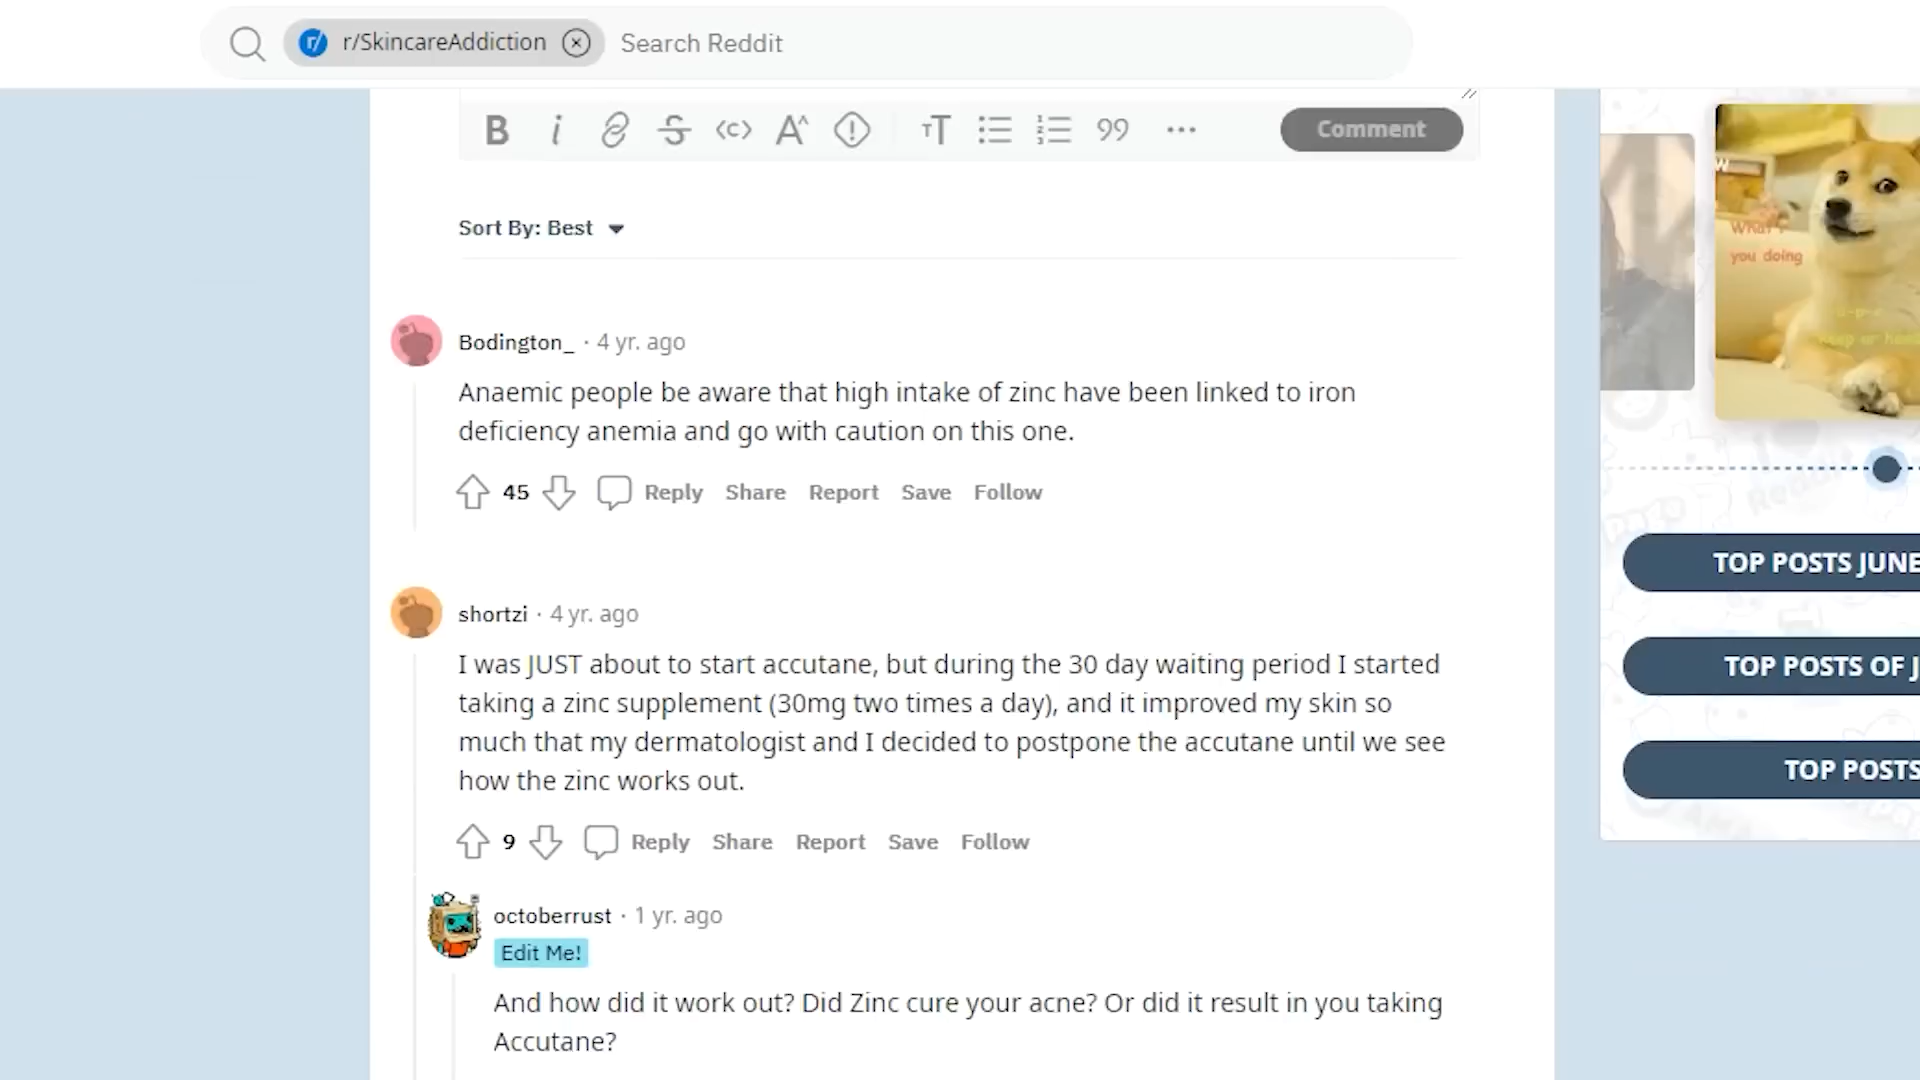 r/SkincareAddiction Search Reddit
B i A^ TT 99 ... Comment
Sort By: Best
Bodington_ · 4 yr. ago
Anaemic people be aware that high intake of zinc have been linked to iron
deficiency anemia and go with caution on this one.
45 Reply Share Report Save Follow
shortzi · 4 yr. ago
I was JUST about to start accutane, but during the 30 day waiting period I started
taking a zinc supplement (30mg two times a day), and it improved my skin so
much that my dermatologist and I decided to postpone the accutane until we see
how the zinc works out.
9 Reply Share Report Save Follow
octoberrust · 1 yr. ago
Edit Me!
And how did it work out? Did Zinc cure your acne? Or did it result in you taking
Accutane?
you doing
TOP POSTS JUNE
TOP POSTS OF J
TOP POSTS